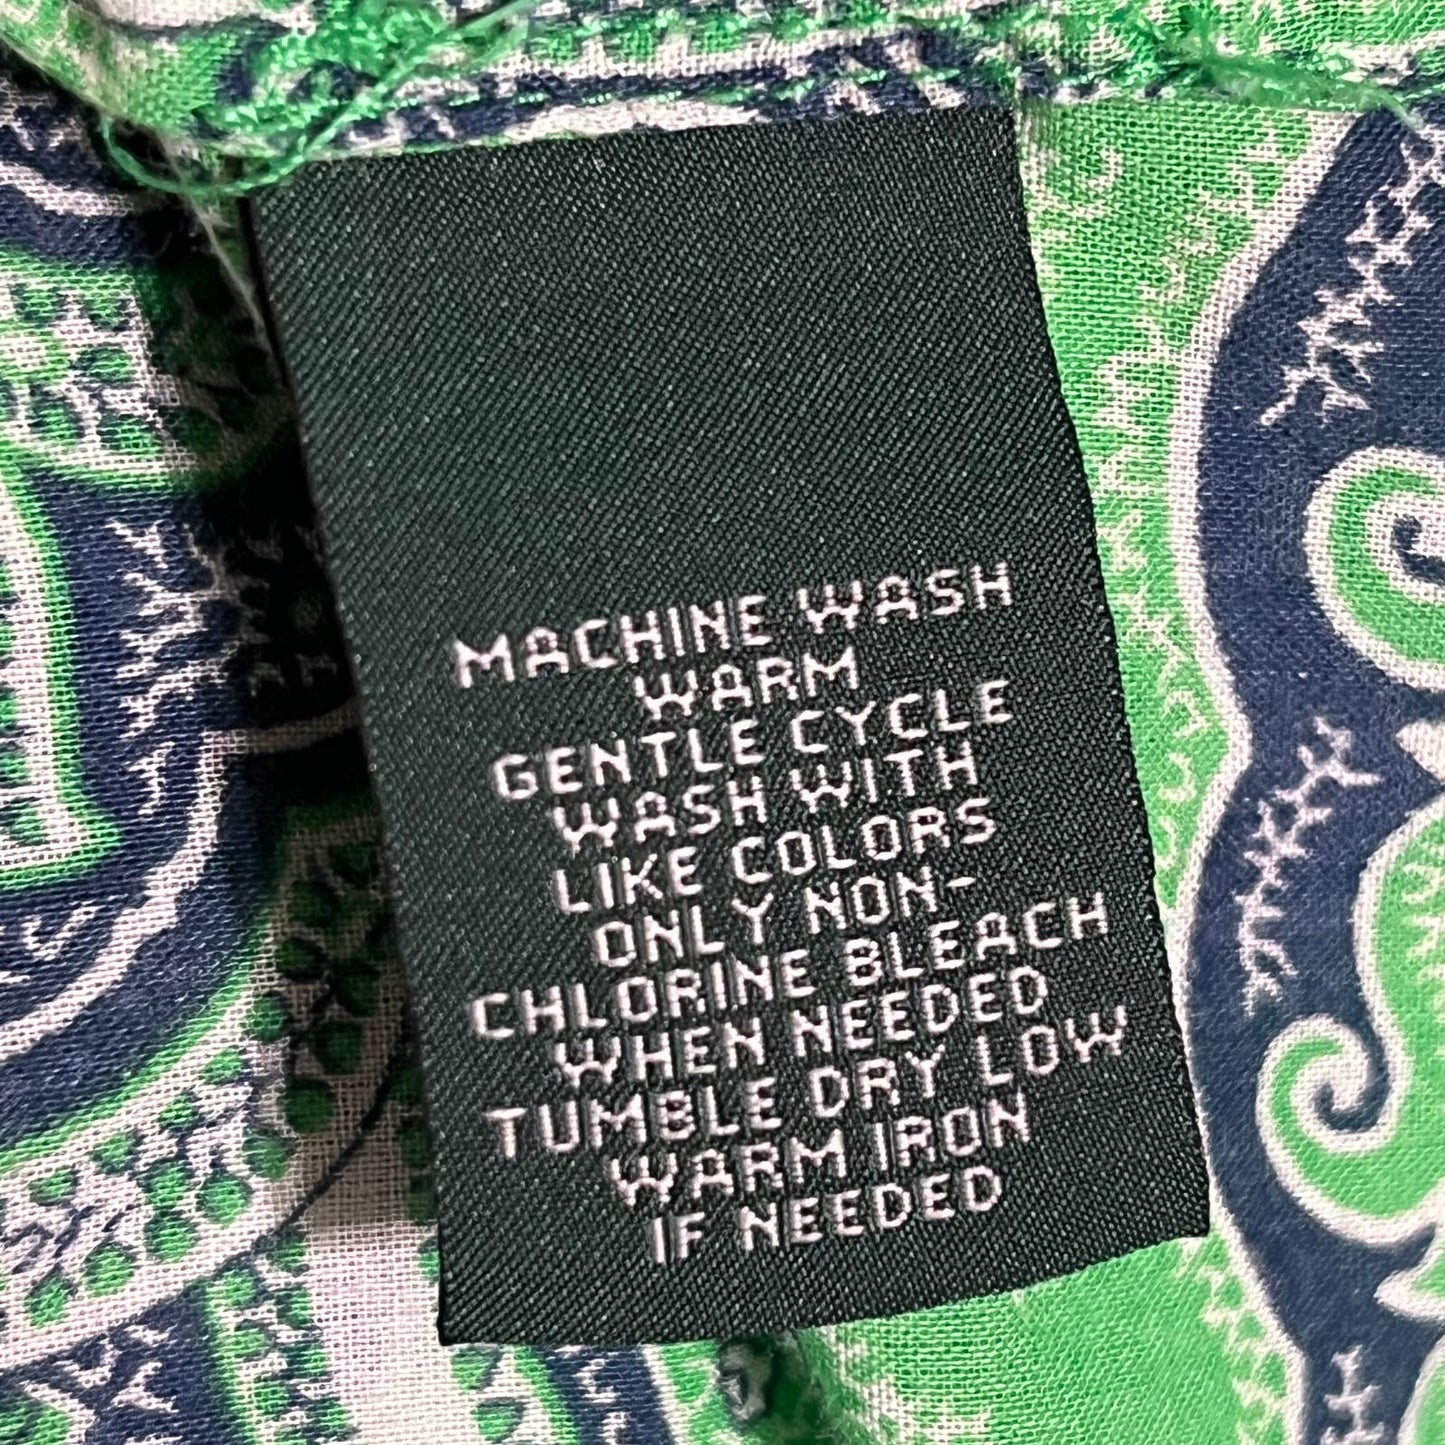 MACHINE WASH
WARM
GENTLE CYCLE
WASH WITH
LIKE COLORS
ONLY NON-
CHLORINE BLEACH
WHEN NEEDED
TUMBLE DRY LOW
WARM IRON
IF NEEDED